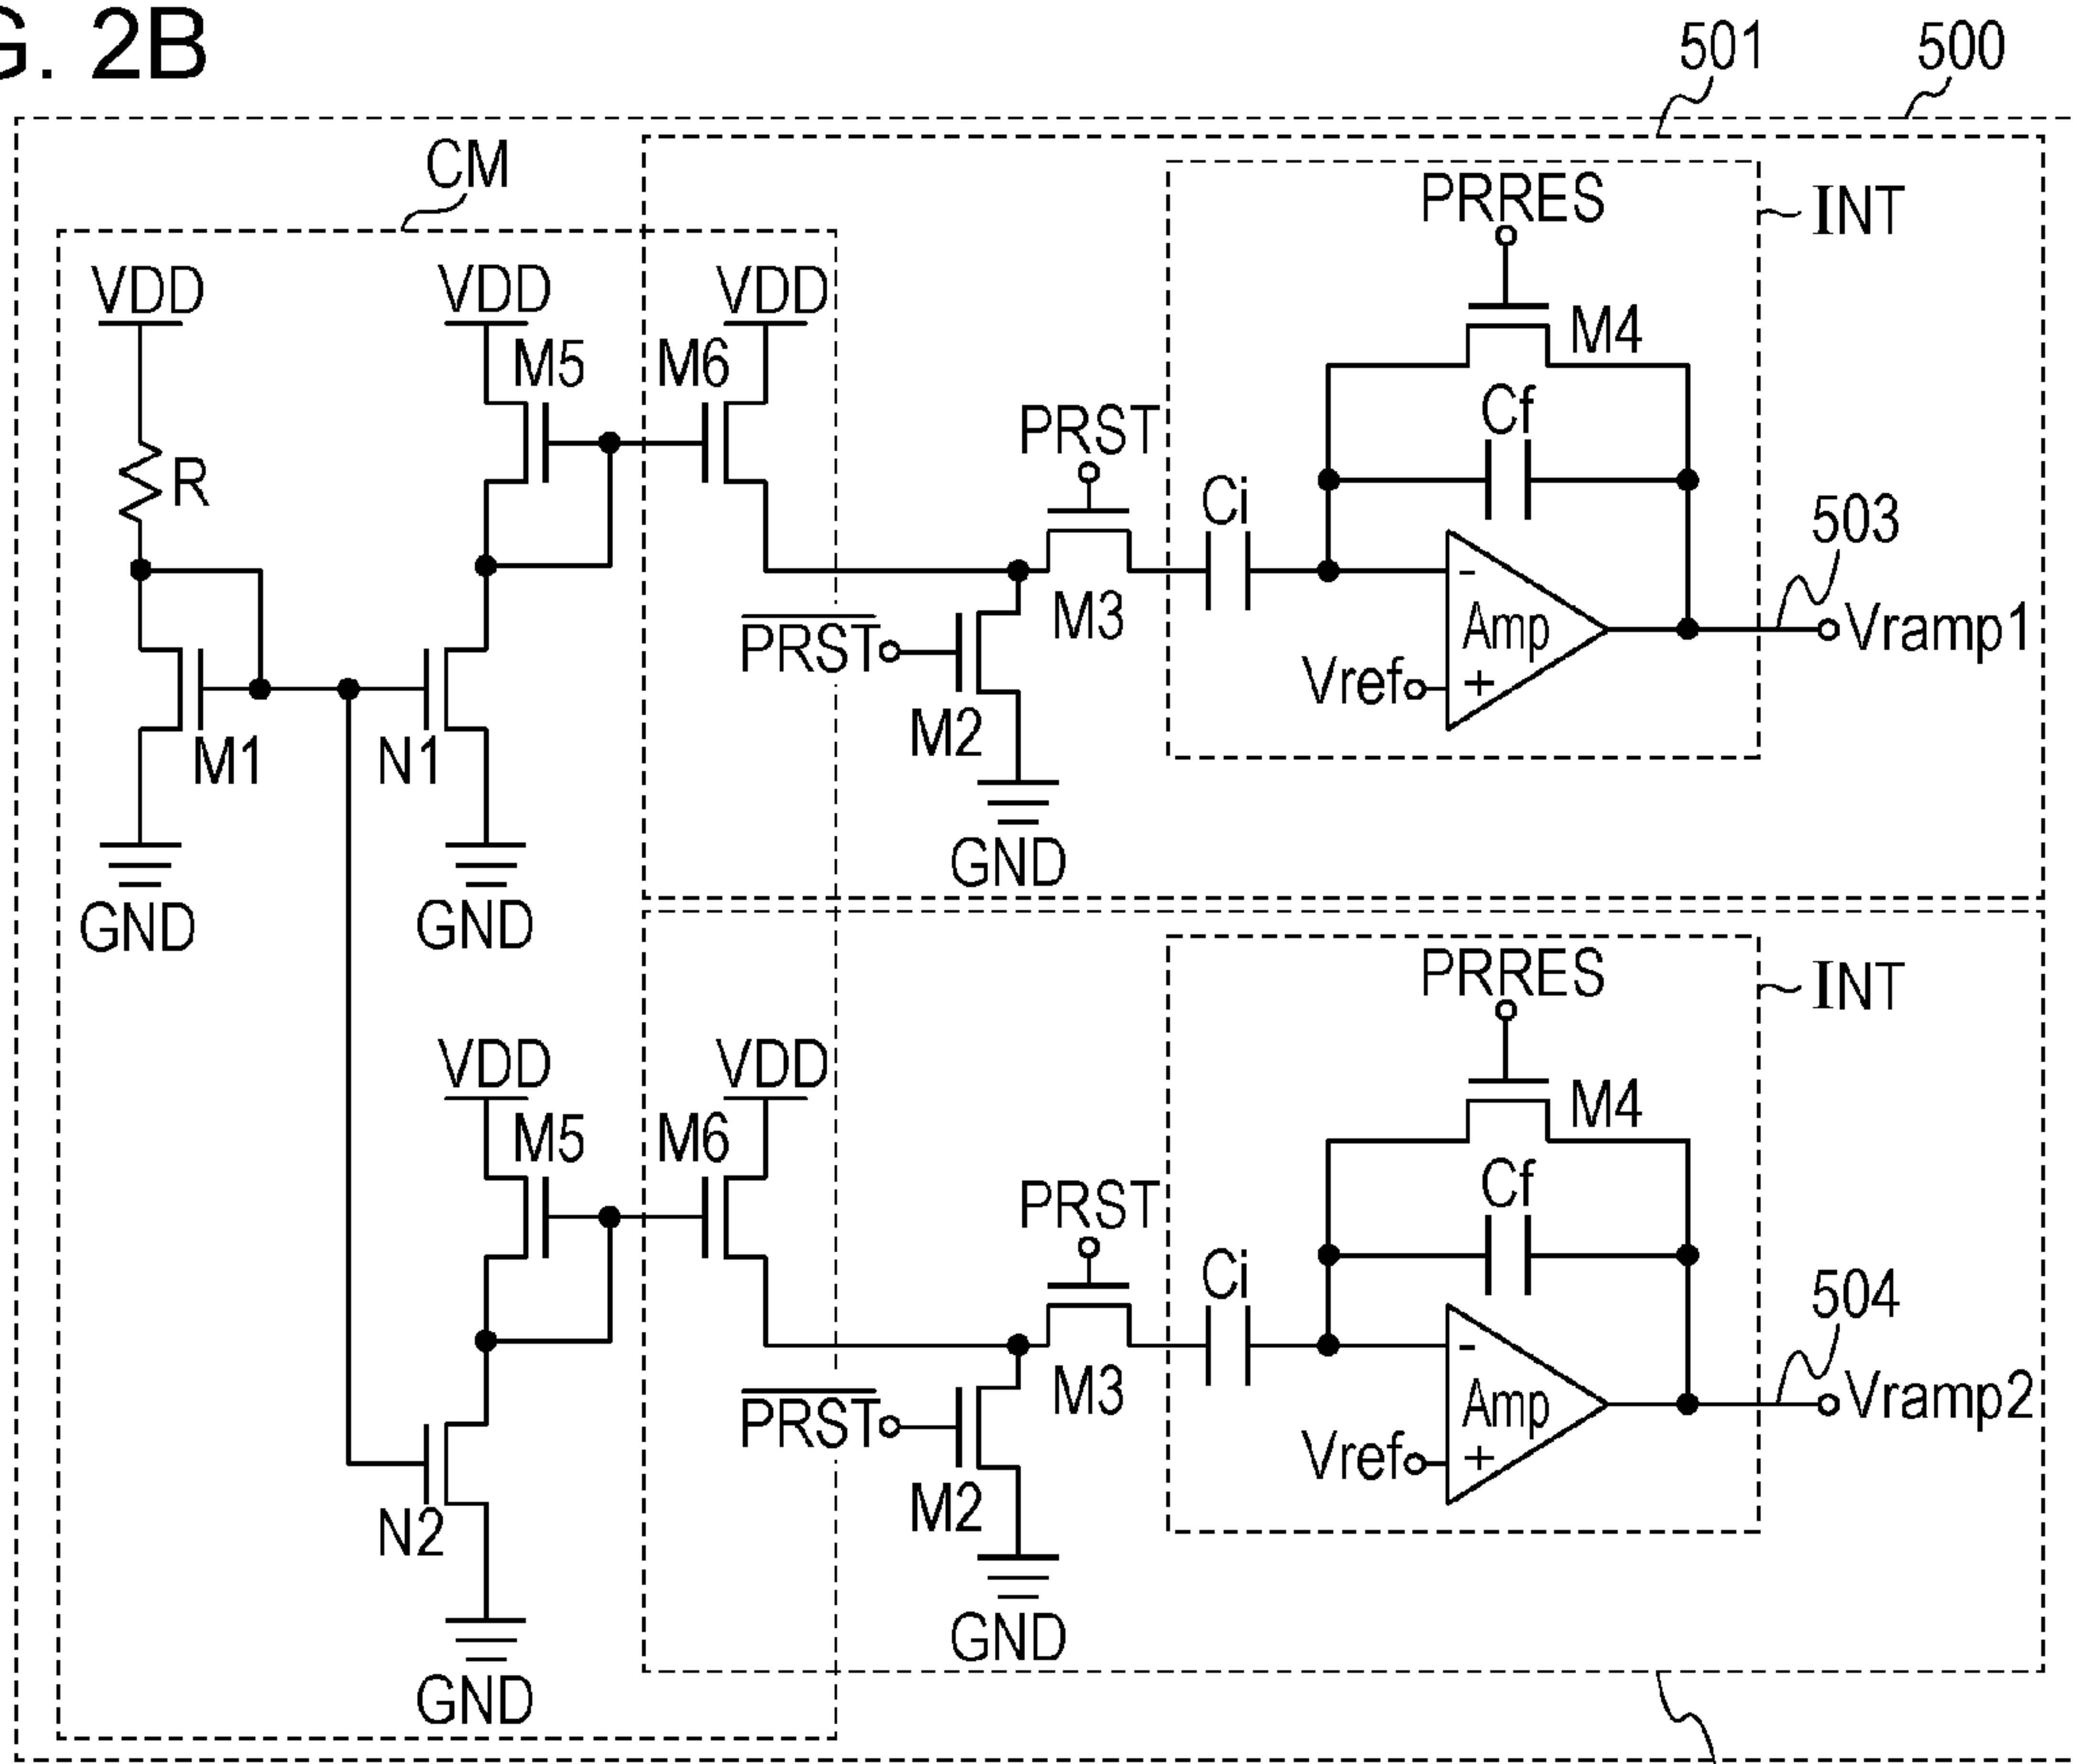 G. 2B
501
500
CM
PRRES
INT
VDD
VDD
VDD
M5
M6
M4
PRST
Cf
R
Ci
503
M3
-
Amp
Vramp1
P̅R̅S̅T̅
Vref
+
M1
N1
M2
GND
GND
GND
PRRES
INT
VDD
VDD
M5
M6
M4
PRST
Cf
Ci
504
M3
-
Amp
Vramp2
P̅R̅S̅T̅
Vref
+
N2
M2
GND
GND